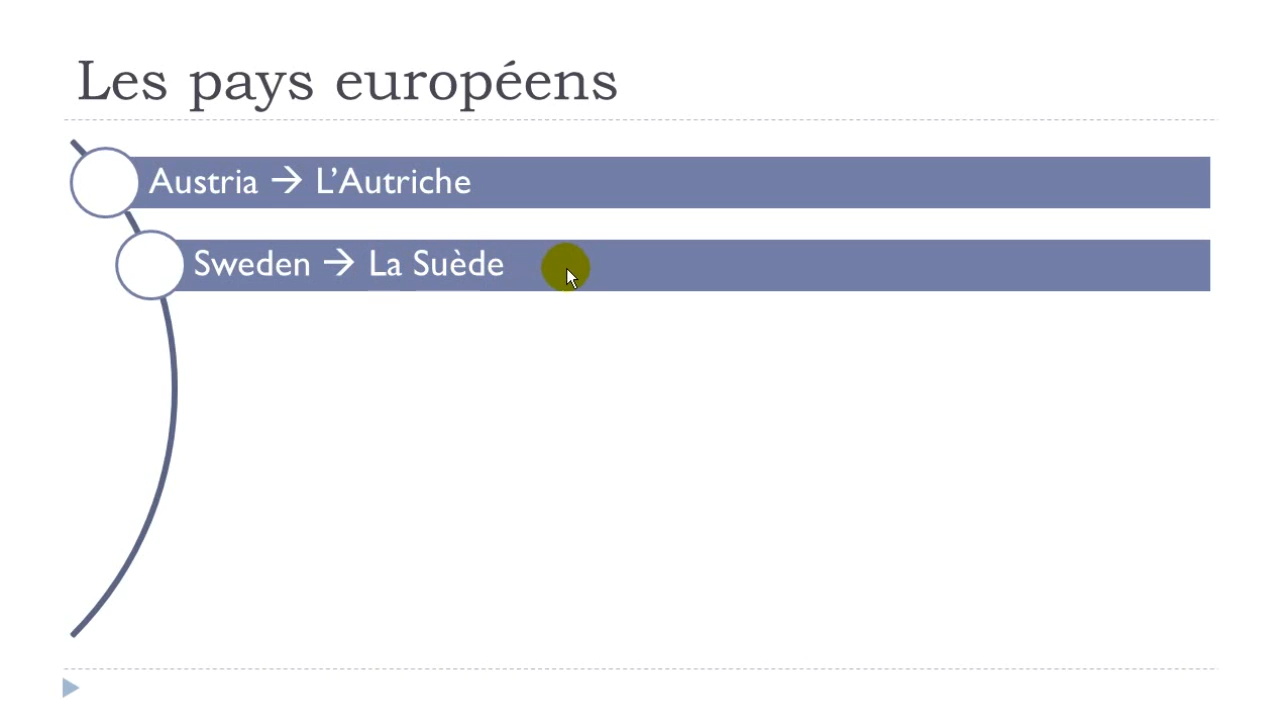 Les pays européens
Austria → L’Autriche
Sweden → La Suède